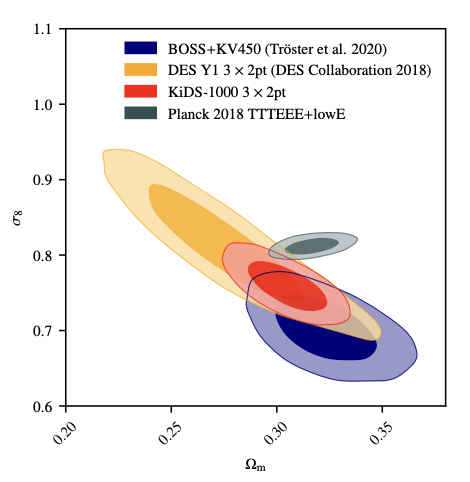 1.1
BOSS+KV450 (Tröster et al. 2020)
DES Y1 3 × 2pt (DES Collaboration 2018)
KiDS-1000 3 × 2pt
Planck 2018 TTTEEE+lowE
1.0
0.9
σ₈
0.8
0.7
0.6
0.20
0.25
0.30
0.35
Ωₘ